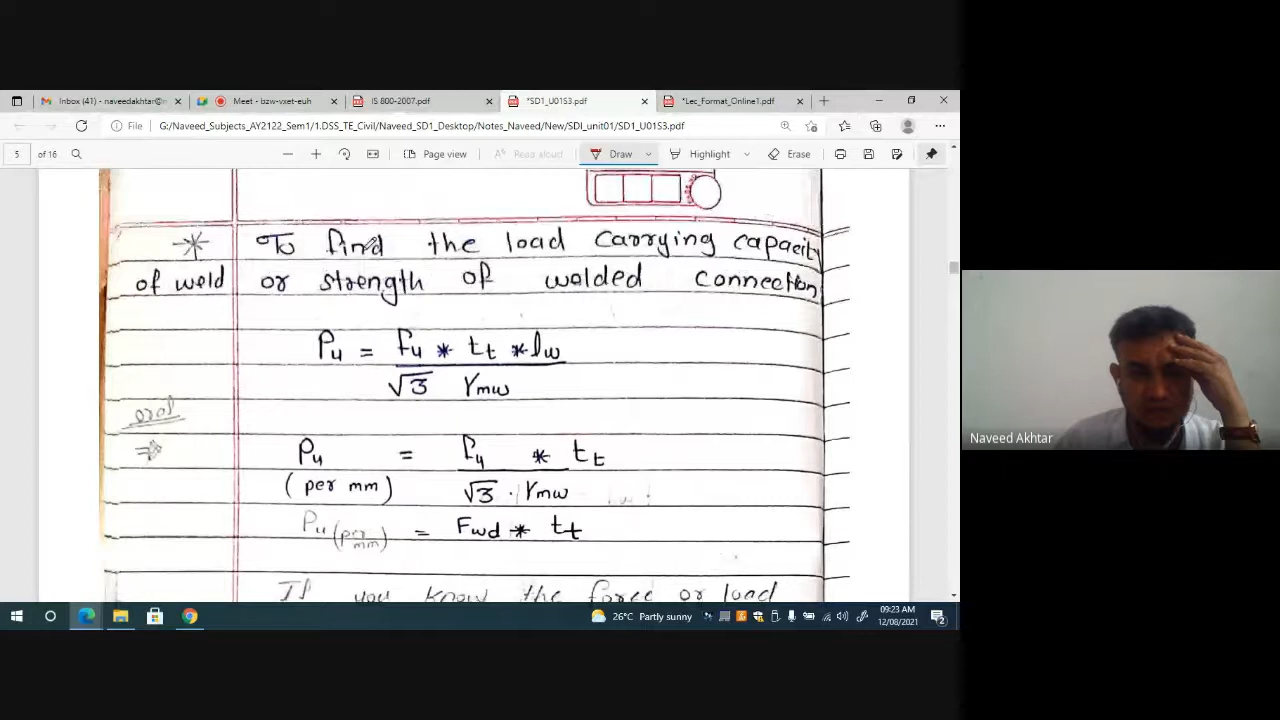 Inbox (41) - naveedakhtar@
Meet - bzw-vxet-euh
IS 800-2007.pdf
*SD1_U01S3.pdf
*Lec_Format_Online1.pdf
File G:/Naveed_Subjects_AY2122_Sem1/1.DSS_TE_Civil/Naveed_SD1_Desktop/Notes_Naveed/New/SDI_unit01/SD1_U01S3.pdf
5 of 16 Page view Read aloud Draw Highlight Erase
* To find the load carrying capacity
of weld or strength of welded connection
Pu = fu * tt * lw
√3 γmw
oral
⇒ Pu = fu * tt
(per mm) √3 . γmw
Pu (per mm) = Fwd * tt
If you know the force or load
Naveed Akhtar
26°C Partly sunny
09:23 AM
12/08/2021
2